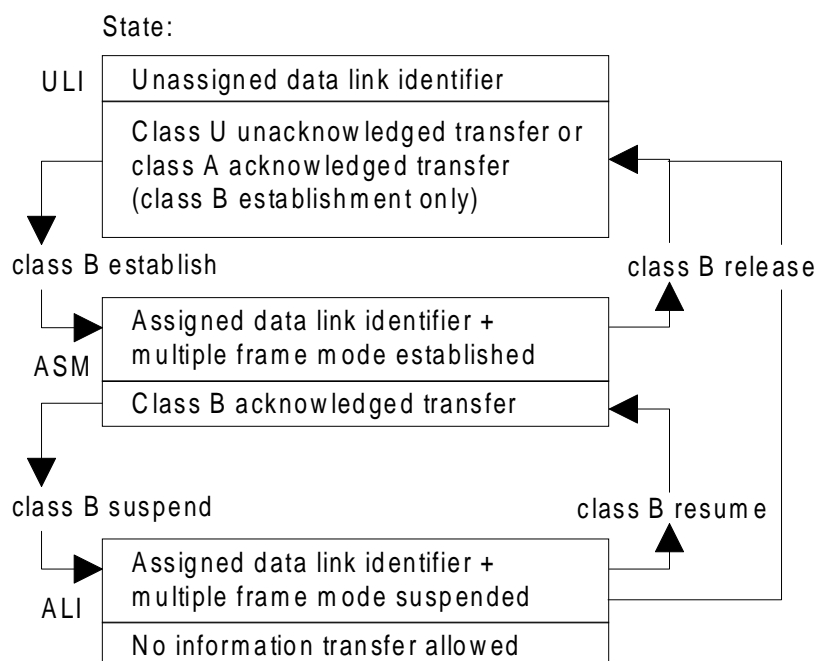 State:
ULI
Unassigned data link identifier
Class U unacknowledged transfer or
class A acknowledged transfer
(class B establishment only)
class B establish
class B release
Assigned data link identifier +
multiple frame mode established
ASM
Class B acknowledged transfer
class B suspend
class B resume
Assigned data link identifier +
multiple frame mode suspended
ALI
No information transfer allowed